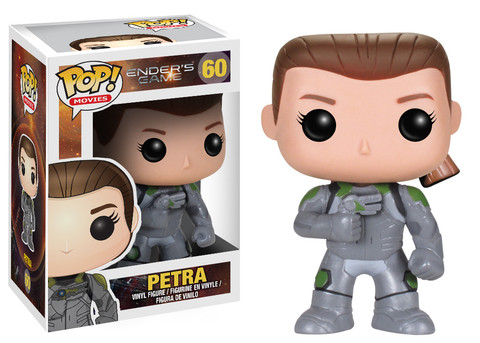 POP!
MOVIES
ENDER'S
GAME
60
PETRA
VINYL FIGURE / FIGURINE EN VINYLE /
FIGURA DE VINILO